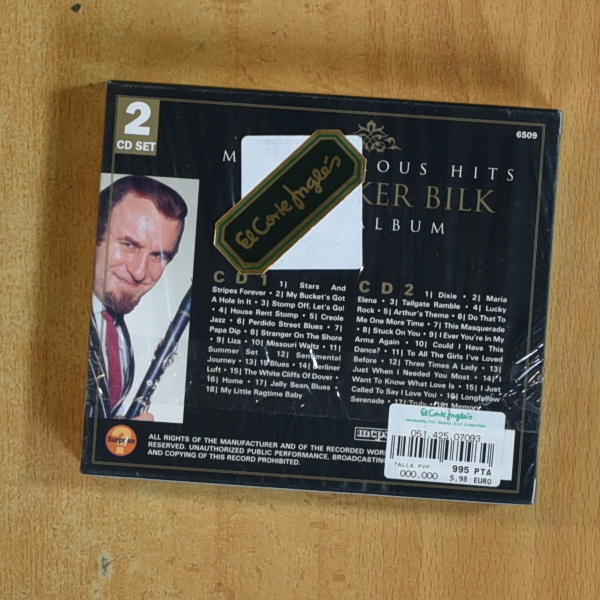 2
CD SET
6509
M OUS HITS
KER BILK
ALBUM
El Corte Inglés
CD 1 1| Stars And
Stripes Forever • 2| My Bucket's Got
A Hole In It • 3| Stomp Off. Let's Go!
• 4| House Rent Stomp • 5| Creole
Jazz • 6| Perdido Street Blues • 7|
Papa Dip • 8| Stranger On The Shore
• 9| Liza • 10| Missouri Waltz • 11|
Summer Set • 12| Sentimental
Journey • 13| 19 Blues • 14| Berliner
Luft • 15| The White Cliffs Of Dover •
16| Home • 17| Jelly Bean Blues •
18| My Little Ragtime Baby
CD 2 1| Dixie • 2| Maria
Elena • 3| Tailgate Ramble • 4| Lucky
Rock • 5| Arthur's Theme • 6| Do That To
Me One More Time • 7| This Masquerade
• 8| Stuck On You • 9| I Ever You're In My
Arms Again • 10| Could I Have This
Dance? • 11| To All The Girls I've Loved
Before • 12| Three Times A Lady • 13|
Just When I Needed You Most • 14| I
Want To Know What Love Is • 15| I Just
Called To Say I Love You • 16| Longfellow
Serenade • 17| Truly • 18| Memory
Surprise
mcps
ALL RIGHTS OF THE MANUFACTURER AND OF THE RECORDED WOR
RESERVED. UNAUTHORIZED PUBLIC PERFORMANCE, BROADCASTING
AND COPYING OF THIS RECORD PROHIBITED.
El Corte Inglés
051.425.07093
TALLA PVP:
995 PTA
000.000 5.98 EURO